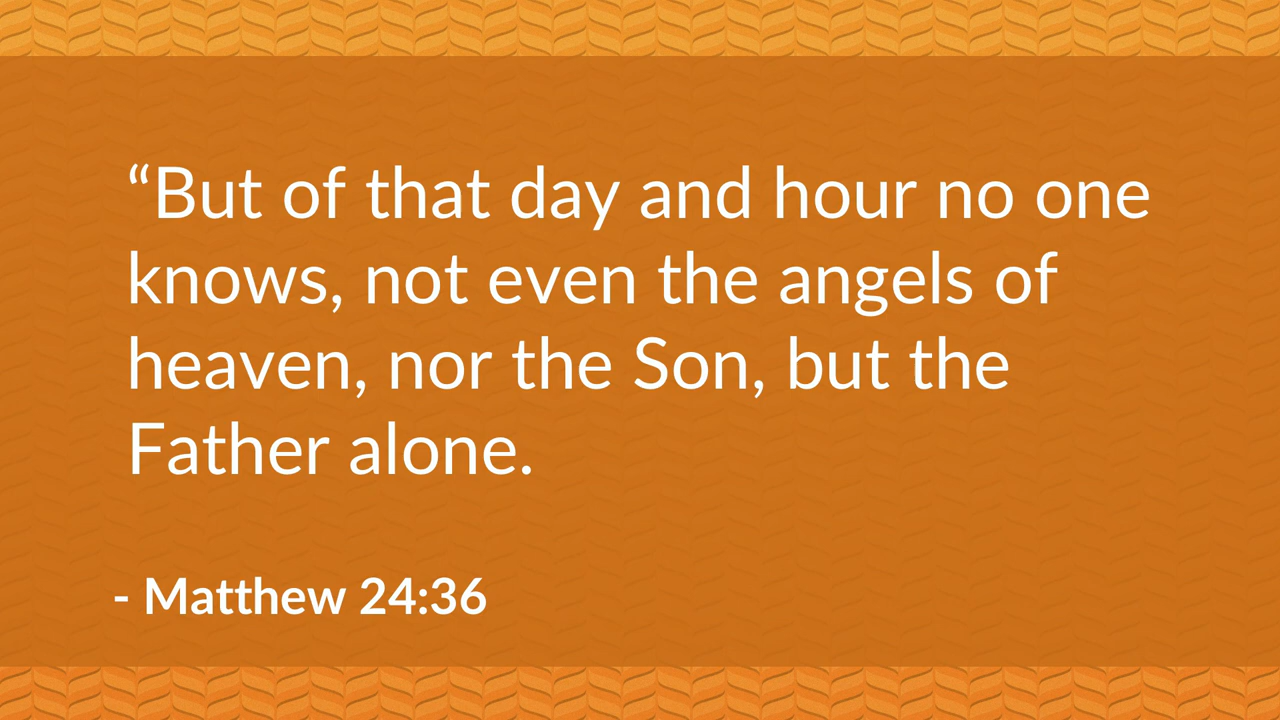 “But of that day and hour no one
knows, not even the angels of
heaven, nor the Son, but the
Father alone.
- Matthew 24:36